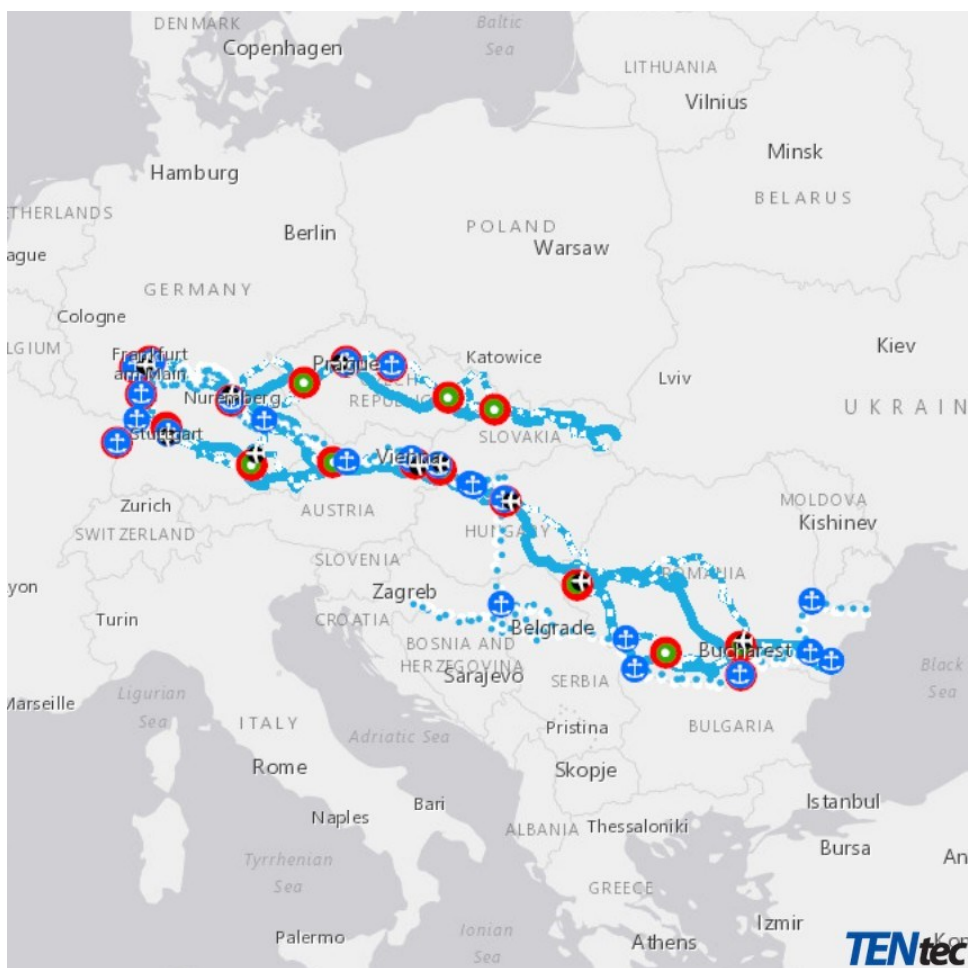 DENMARK
Copenhagen
Baltic
Sea
LITHUANIA
Vilnius
Minsk
Hamburg
BELARUS
ETHERLANDS
POLAND
Berlin
Warsaw
ague
GERMANY
Cologne
Kiev
LGIUM
Frankfurt
am Main
Katowice
Prague
Lviv
CZECH
REPUBLIC
Nuremberg
UKRAIN
Stuttgart
SLOVAKIA
Vienna
Zurich
AUSTRIA
MOLDOVA
SWITZERLAND
HUNGARY
Kishinev
SLOVENIA
ROMANIA
yon
Zagreb
Turin
CROATIA
Belgrade
BOSNIA AND
HERZEGOVINA
Bucharest
Sarajevo
SERBIA
Black
Sea
Ligurian
Sea
Marseille
ITALY
Adriatic Sea
Pristina
BULGARIA
Rome
Skopje
Bari
Istanbul
Naples
ALBANIA
Thessaloniki
Bursa
Tyrrhenian
Sea
An
GREECE
Izmir
Ionian
Sea
Palermo
Athens
TENtec
Kon